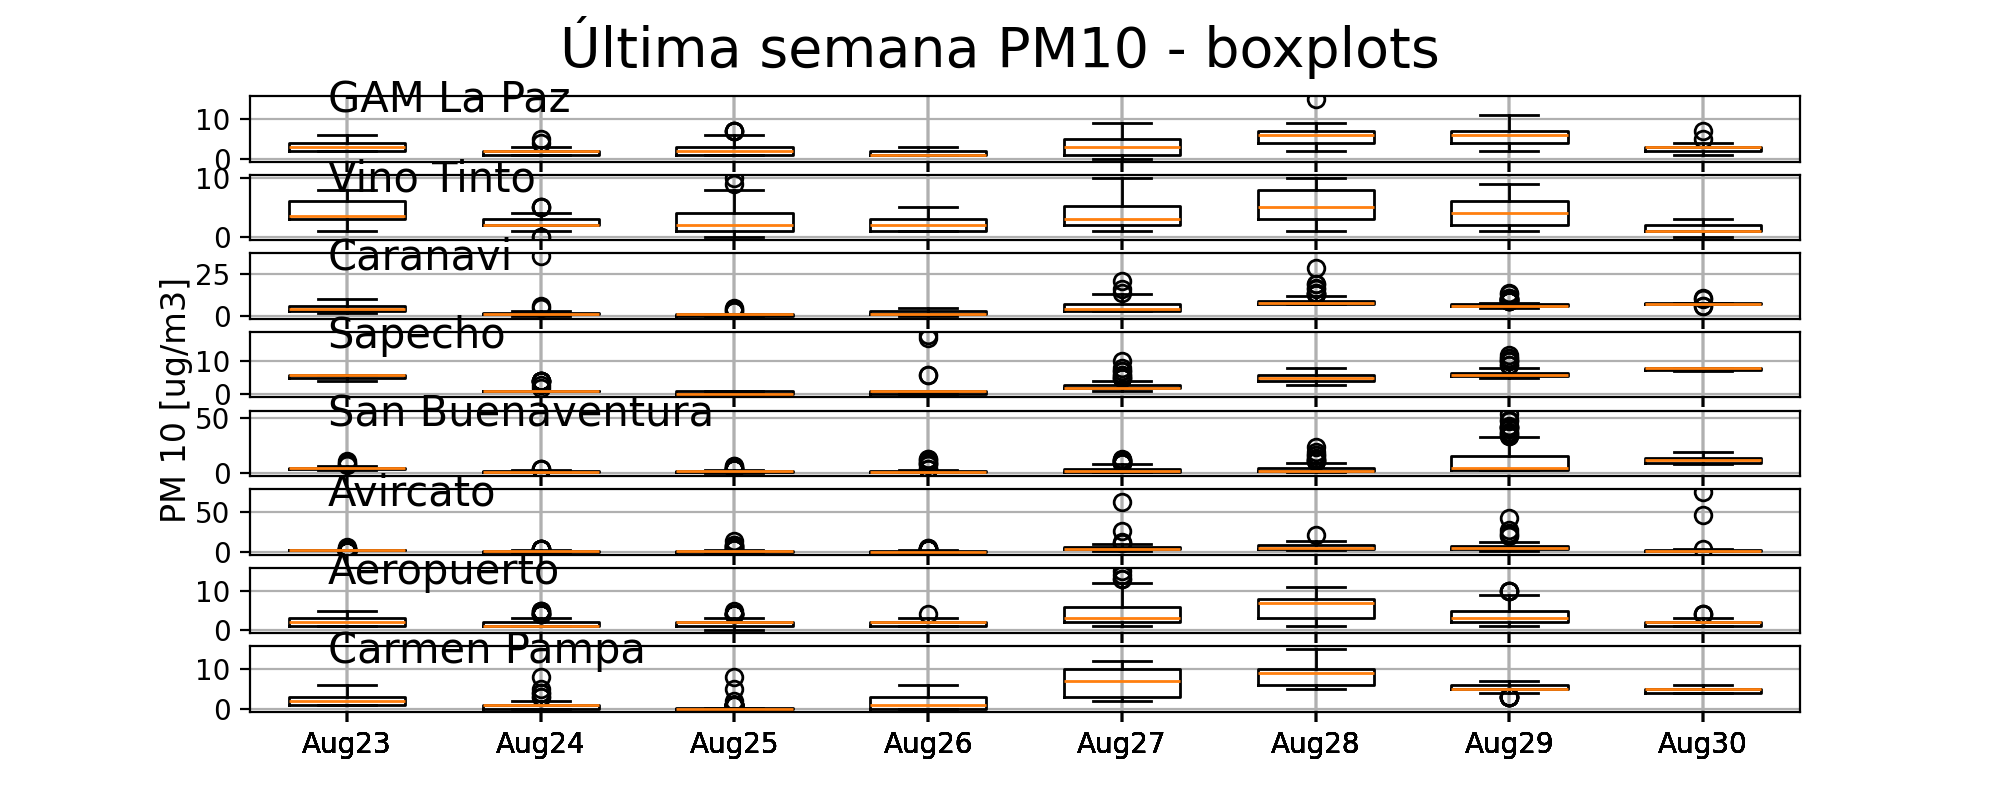 Última semana PM10 - boxplots
GAM La Paz
10
0
Vino Tinto
10
0
Caranavi
25
0
Sapecho
10
0
San Buenaventura
50
0
Avircato
50
0
Aeropuerto
10
0
Carmen Pampa
10
0
PM 10 [ug/m3]
Aug23 Aug24 Aug25 Aug26 Aug27 Aug28 Aug29 Aug30